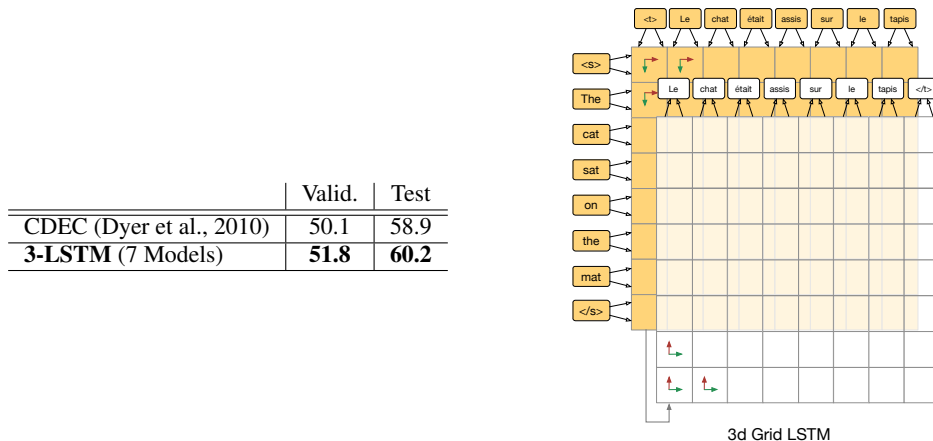 Valid. Test
CDEC (Dyer et al., 2010) 50.1 58.9
3-LSTM (7 Models) 51.8 60.2
<t> Le chat était assis sur le tapis
<s>
The
Le chat était assis sur le tapis </t>
cat
sat
on
the
mat
</s>
3d Grid LSTM